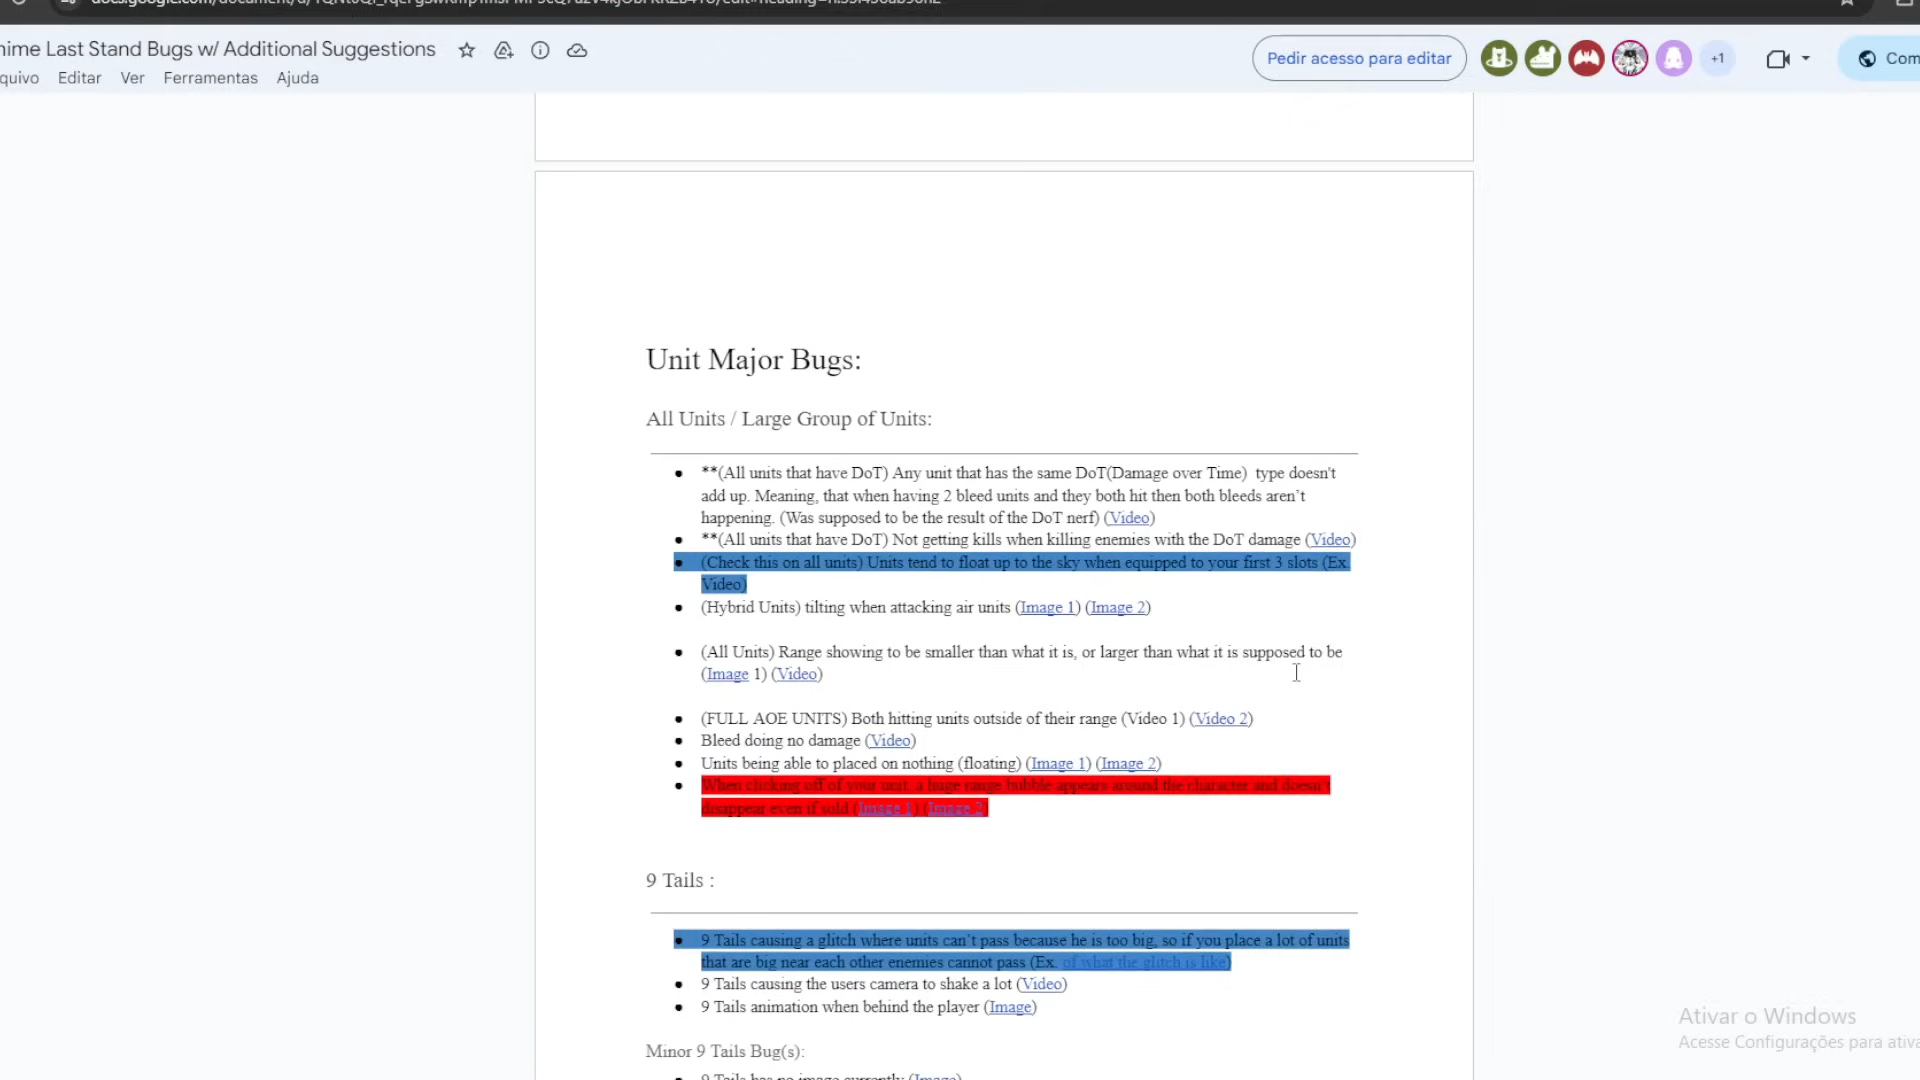 nime Last Stand Bugs w/ Additional Suggestions
quivo Editar Ver Ferramentas Ajuda
Pedir acesso para editar
+1
Com
Unit Major Bugs:
All Units / Large Group of Units:
● **(All units that have DoT) Any unit that has the same DoT(Damage over Time) type doesn't
add up. Meaning, that when having 2 bleed units and they both hit then both bleeds aren't
happening. (Was supposed to be the result of the DoT nerf) (Video)
● **(All units that have DoT) Not getting kills when killing enemies with the DoT damage (Video)
● (Check this on all units) Units tend to float up to the sky when equipped to your first 3 slots (Ex.
Video)
● (Hybrid Units) tilting when attacking air units (Image 1) (Image 2)
● (All Units) Range showing to be smaller than what it is, or larger than what it is supposed to be
(Image 1) (Video)
● (FULL AOE UNITS) Both hitting units outside of their range (Video 1) (Video 2)
● Bleed doing no damage (Video)
● Units being able to placed on nothing (floating) (Image 1) (Image 2)
● When clicking off of your unit, a huge range bubble appears around the character and doesn't
disappear even if sold (Image 1) (Image 2)
9 Tails :
● 9 Tails causing a glitch where units can't pass because he is too big, so if you place a lot of units
that are big near each other enemies cannot pass (Ex. of what the glitch is like)
● 9 Tails causing the users camera to shake a lot (Video)
● 9 Tails animation when behind the player (Image)
Minor 9 Tails Bug(s):
● 9 Tails has no image currently (Image)
Ativar o Windows
Acesse Configurações para ativa